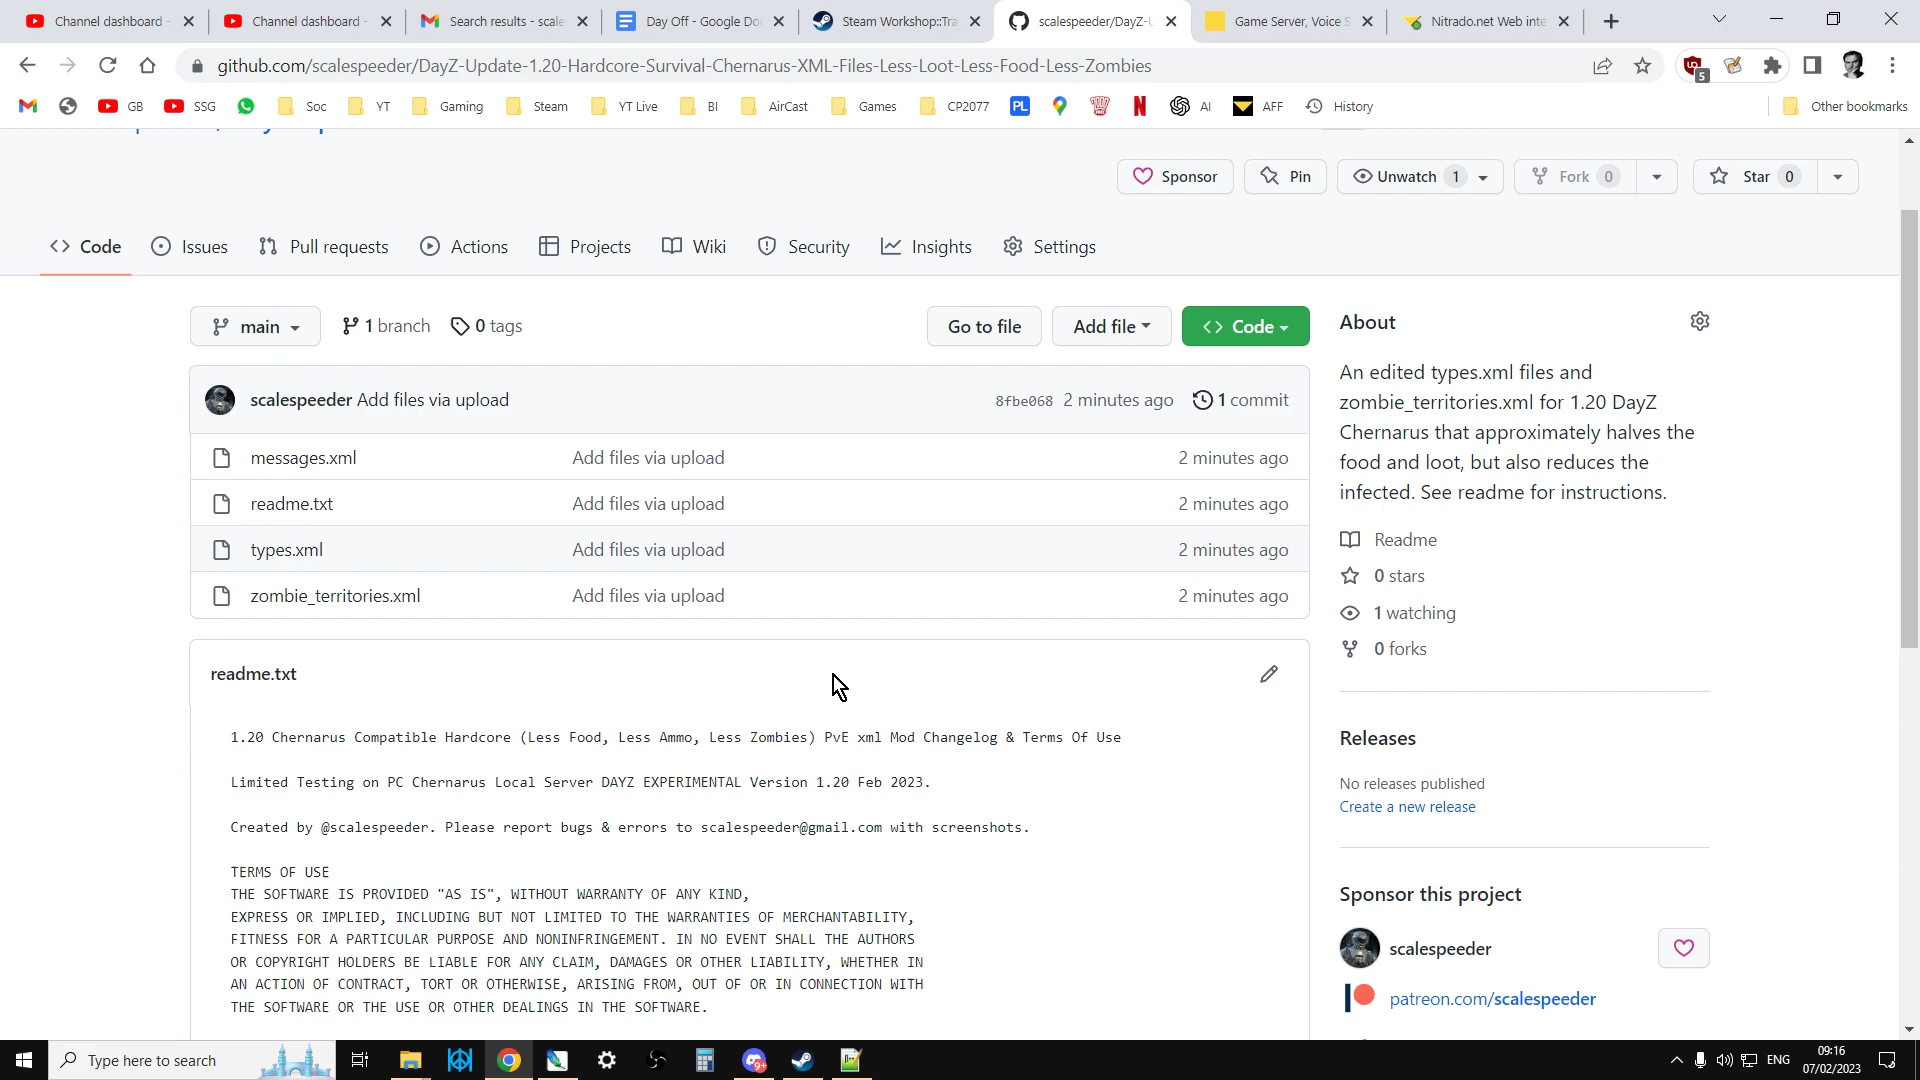 Channel dashboard -
Channel dashboard -
Search results - scale
Day Off - Google Do
Steam Workshop::Tra
scalespeeder/DayZ-U
Game Server, Voice S
Nitrado.net Web inte
github.com/scalespeeder/DayZ-Update-1.20-Hardcore-Survival-Chernarus-XML-Files-Less-Loot-Less-Food-Less-Zombies
5
GB
SSG
Soc
YT
Gaming
Steam
YT Live
BI
AirCast
Games
CP2077
PL
AI
AFF
History
Other bookmarks
Sponsor
Pin
Unwatch 1
Fork 0
Star 0
Code
Issues
Pull requests
Actions
Projects
Wiki
Security
Insights
Settings
main
1 branch
0 tags
Go to file
Add file
Code
About
An edited types.xml files and
zombie_territories.xml for 1.20 DayZ
Chernarus that approximately halves the
food and loot, but also reduces the
infected. See readme for instructions.
scalespeeder Add files via upload
8fbe068 2 minutes ago
1 commit
messages.xml Add files via upload 2 minutes ago
readme.txt Add files via upload 2 minutes ago
types.xml Add files via upload 2 minutes ago
zombie_territories.xml Add files via upload 2 minutes ago
Readme
0 stars
1 watching
0 forks
readme.txt
1.20 Chernarus Compatible Hardcore (Less Food, Less Ammo, Less Zombies) PvE xml Mod Changelog & Terms Of Use
Limited Testing on PC Chernarus Local Server DAYZ EXPERIMENTAL Version 1.20 Feb 2023.
Created by @scalespeeder. Please report bugs & errors to scalespeeder@gmail.com with screenshots.
TERMS OF USE
THE SOFTWARE IS PROVIDED "AS IS", WITHOUT WARRANTY OF ANY KIND,
EXPRESS OR IMPLIED, INCLUDING BUT NOT LIMITED TO THE WARRANTIES OF MERCHANTABILITY,
FITNESS FOR A PARTICULAR PURPOSE AND NONINFRINGEMENT. IN NO EVENT SHALL THE AUTHORS
OR COPYRIGHT HOLDERS BE LIABLE FOR ANY CLAIM, DAMAGES OR OTHER LIABILITY, WHETHER IN
AN ACTION OF CONTRACT, TORT OR OTHERWISE, ARISING FROM, OUT OF OR IN CONNECTION WITH
THE SOFTWARE OR THE USE OR OTHER DEALINGS IN THE SOFTWARE.
Releases
No releases published
Create a new release
Sponsor this project
scalespeeder
patreon.com/scalespeeder
Type here to search
9+
ENG
09:16
07/02/2023